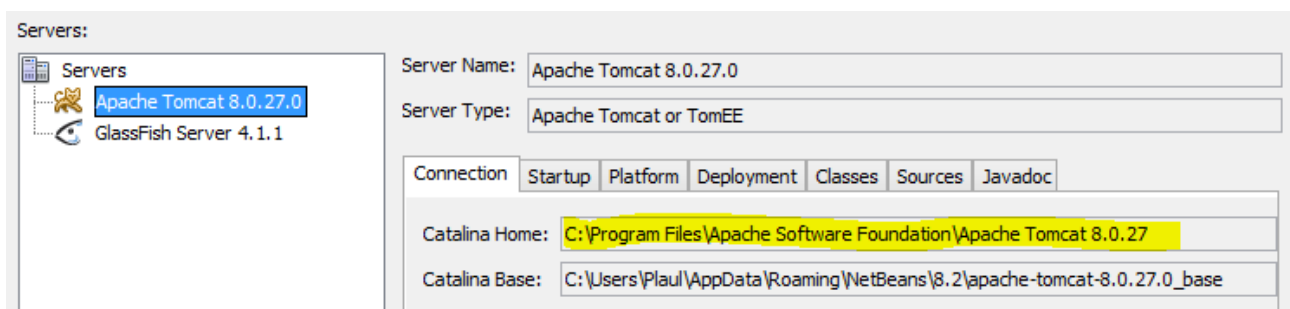 Servers:
Servers
Apache Tomcat 8.0.27.0
GlassFish Server 4.1.1
Server Name: Apache Tomcat 8.0.27.0
Server Type: Apache Tomcat or TomEE
Connection Startup Platform Deployment Classes Sources Javadoc
Catalina Home: C:\Program Files\Apache Software Foundation\Apache Tomcat 8.0.27
Catalina Base: C:\Users\Plaul\AppData\Roaming\NetBeans\8.2\apache-tomcat-8.0.27.0_base